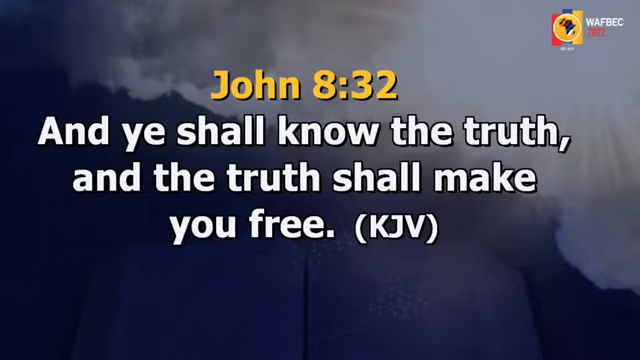 WAFBEC
2022
John 8:32
And ye shall know the truth,
and the truth shall make
you free. (KJV)